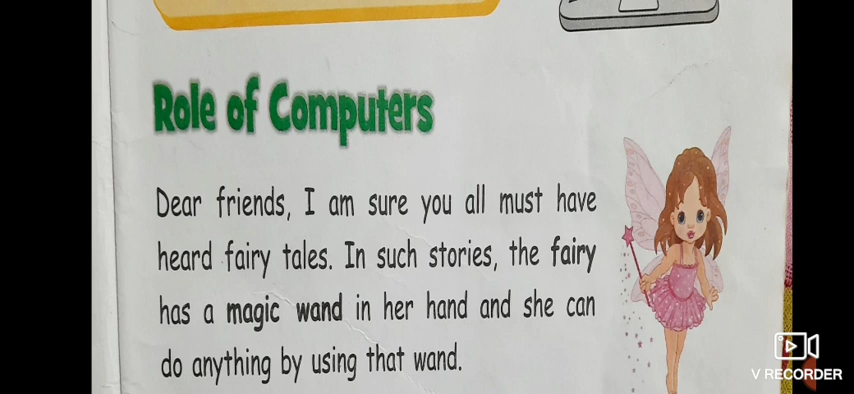 Role of Computers
Dear friends, I am sure you all must have
heard fairy tales. In such stories, the fairy
has a magic wand in her hand and she can
do anything by using that wand.
V RECORDER